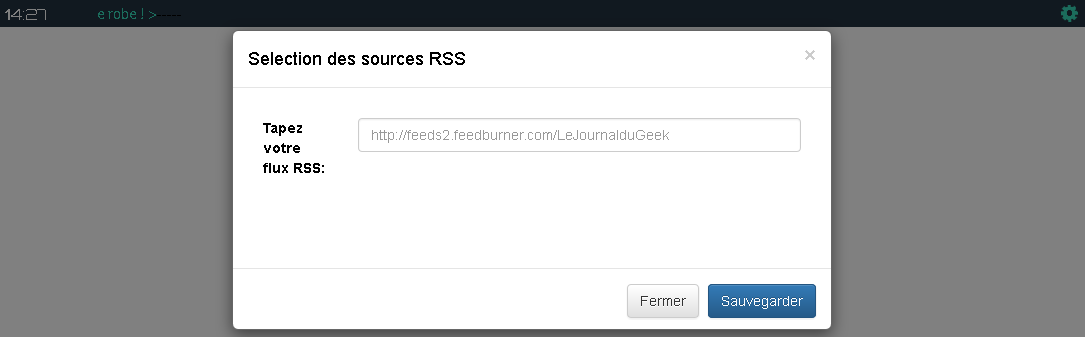 14:27 e robe ! >------
Selection des sources RSS ×
Tapez
votre
flux RSS:
http://feeds2.feedburner.com/LeJournalduGeek
Fermer Sauvegarder